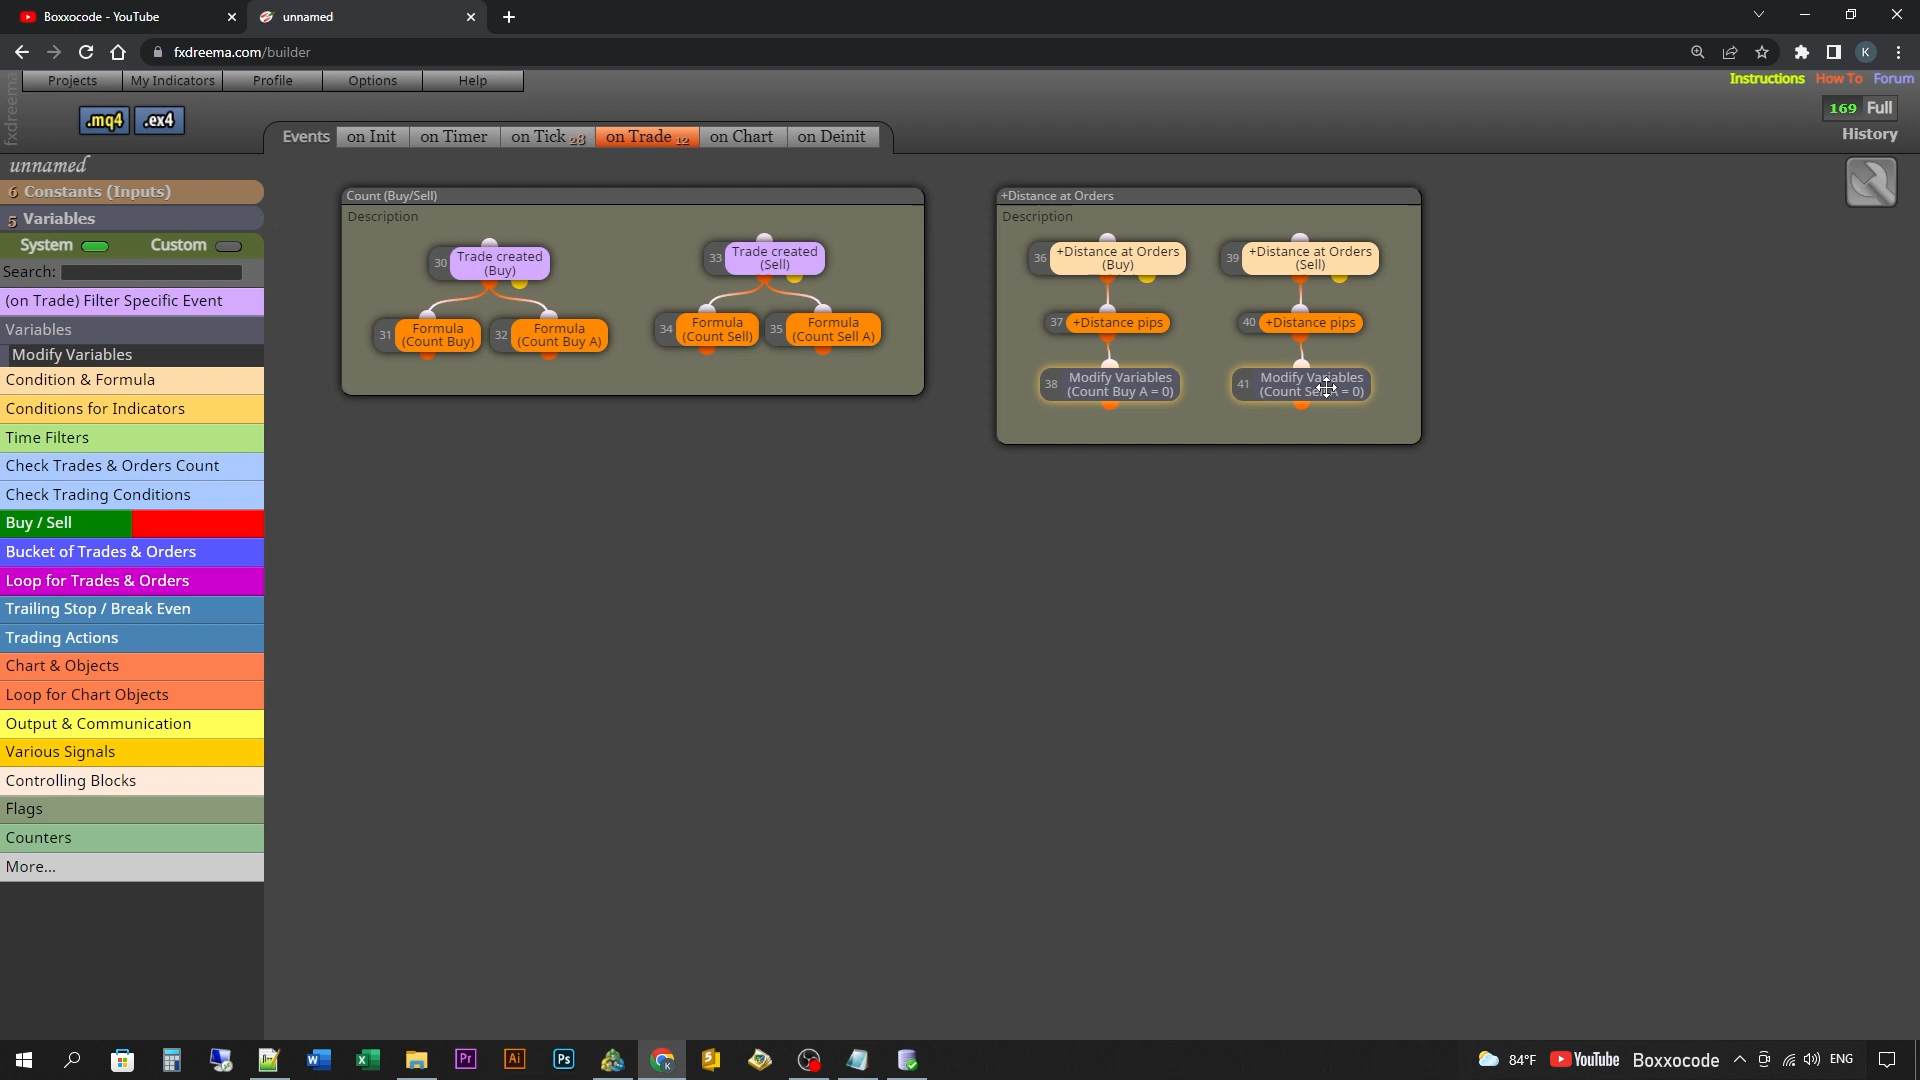 Boxxocode - YouTube
unnamed
fxdreema.com/builder
K
Projects
My Indicators
Profile
Options
Help
Instructions
How To
Forum
fxdreema
.mq4
.ex4
169 Full
History
Events
on Init
on Timer
on Tick 28
on Trade 12
on Chart
on Deinit
unnamed
6 Constants (Inputs)
5 Variables
System
Custom
Search:
(on Trade) Filter Specific Event
Variables
Modify Variables
Condition & Formula
Conditions for Indicators
Time Filters
Check Trades & Orders Count
Check Trading Conditions
Buy / Sell
Bucket of Trades & Orders
Loop for Trades & Orders
Trailing Stop / Break Even
Trading Actions
Chart & Objects
Loop for Chart Objects
Output & Communication
Various Signals
Controlling Blocks
Flags
Counters
More...
Count (Buy/Sell)
Description
30 Trade created
(Buy)
33 Trade created
(Sell)
31 Formula
(Count Buy)
32 Formula
(Count Buy A)
34 Formula
(Count Sell)
35 Formula
(Count Sell A)
+Distance at Orders
Description
36 +Distance at Orders
(Buy)
39 +Distance at Orders
(Sell)
37 +Distance pips
40 +Distance pips
38 Modify Variables
(Count Buy A = 0)
41 Modify Variables
(Count Sell A = 0)
W
X
Pr
Ai
Ps
K
5
84°F
YouTube
Boxxocode
ENG